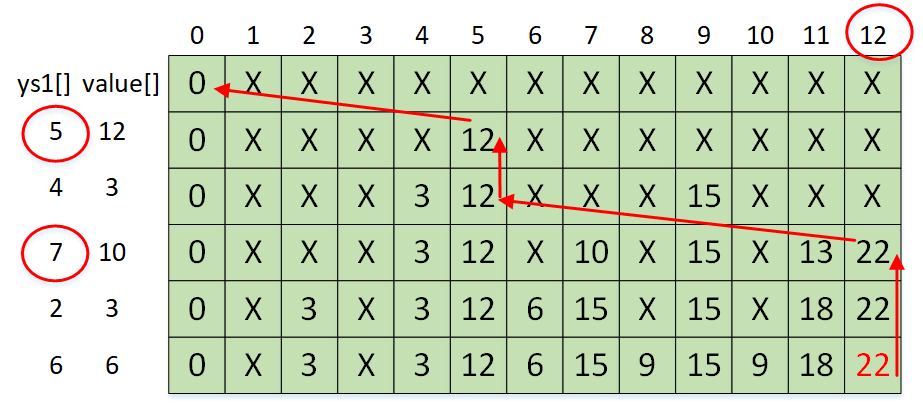 0 1 2 3 4 5 6 7 8 9 10 11 12
ys1[] value[] 0 X X X X X X X X X X X X
5 12 0 X X X X 12 X X X X X X X
4 3 0 X X X 3 12 X X X 15 X X X
7 10 0 X X X 3 12 X 10 X 15 X 13 22
2 3 0 X 3 X 3 12 6 15 X 15 X 18 22
6 6 0 X 3 X 3 12 6 15 9 15 9 18 22